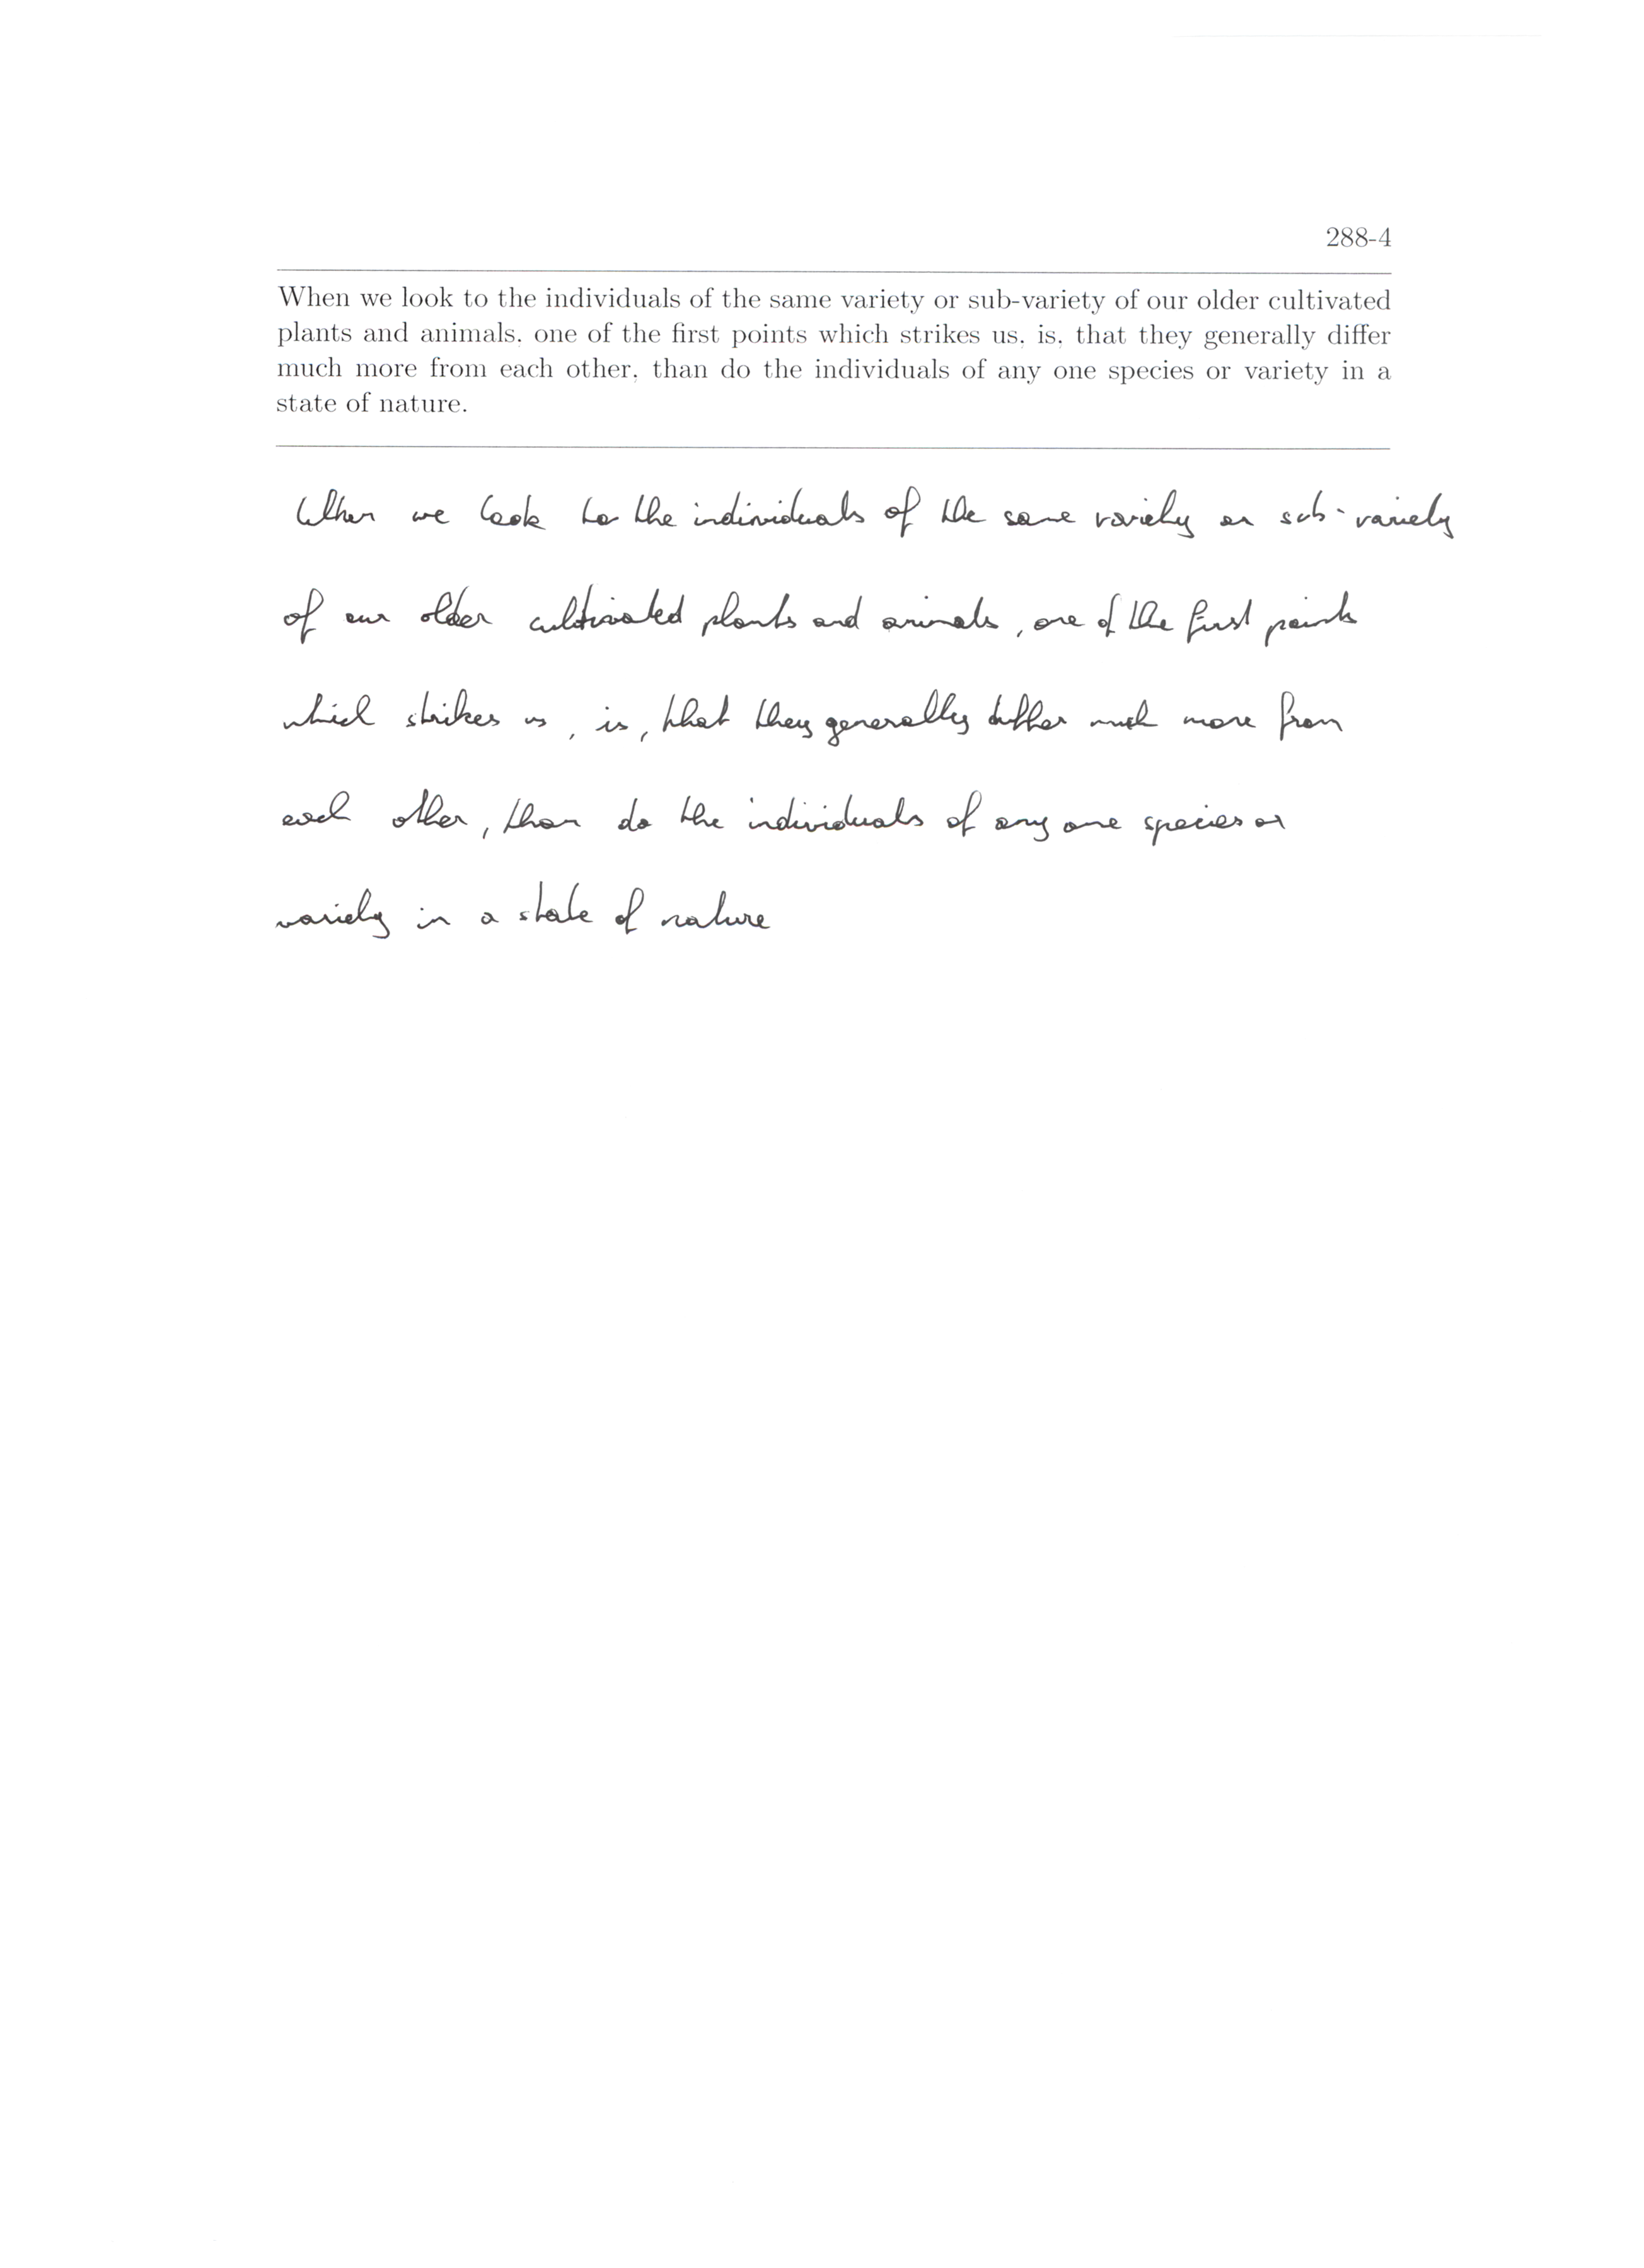 288-4
When we look to the individuals of the same variety or sub-variety of our older cultivated
plants and animals, one of the first points which strikes us, is, that they generally differ
much more from each other, than do the individuals of any one species or variety in a
state of nature.
When we look to the individuals of the same variety or sub-variety
of our older cultivated plants and animals, one of the first points
which strikes us, is, that they generally differ much more from
each other, than do the individuals of any one species or
variety in a state of nature